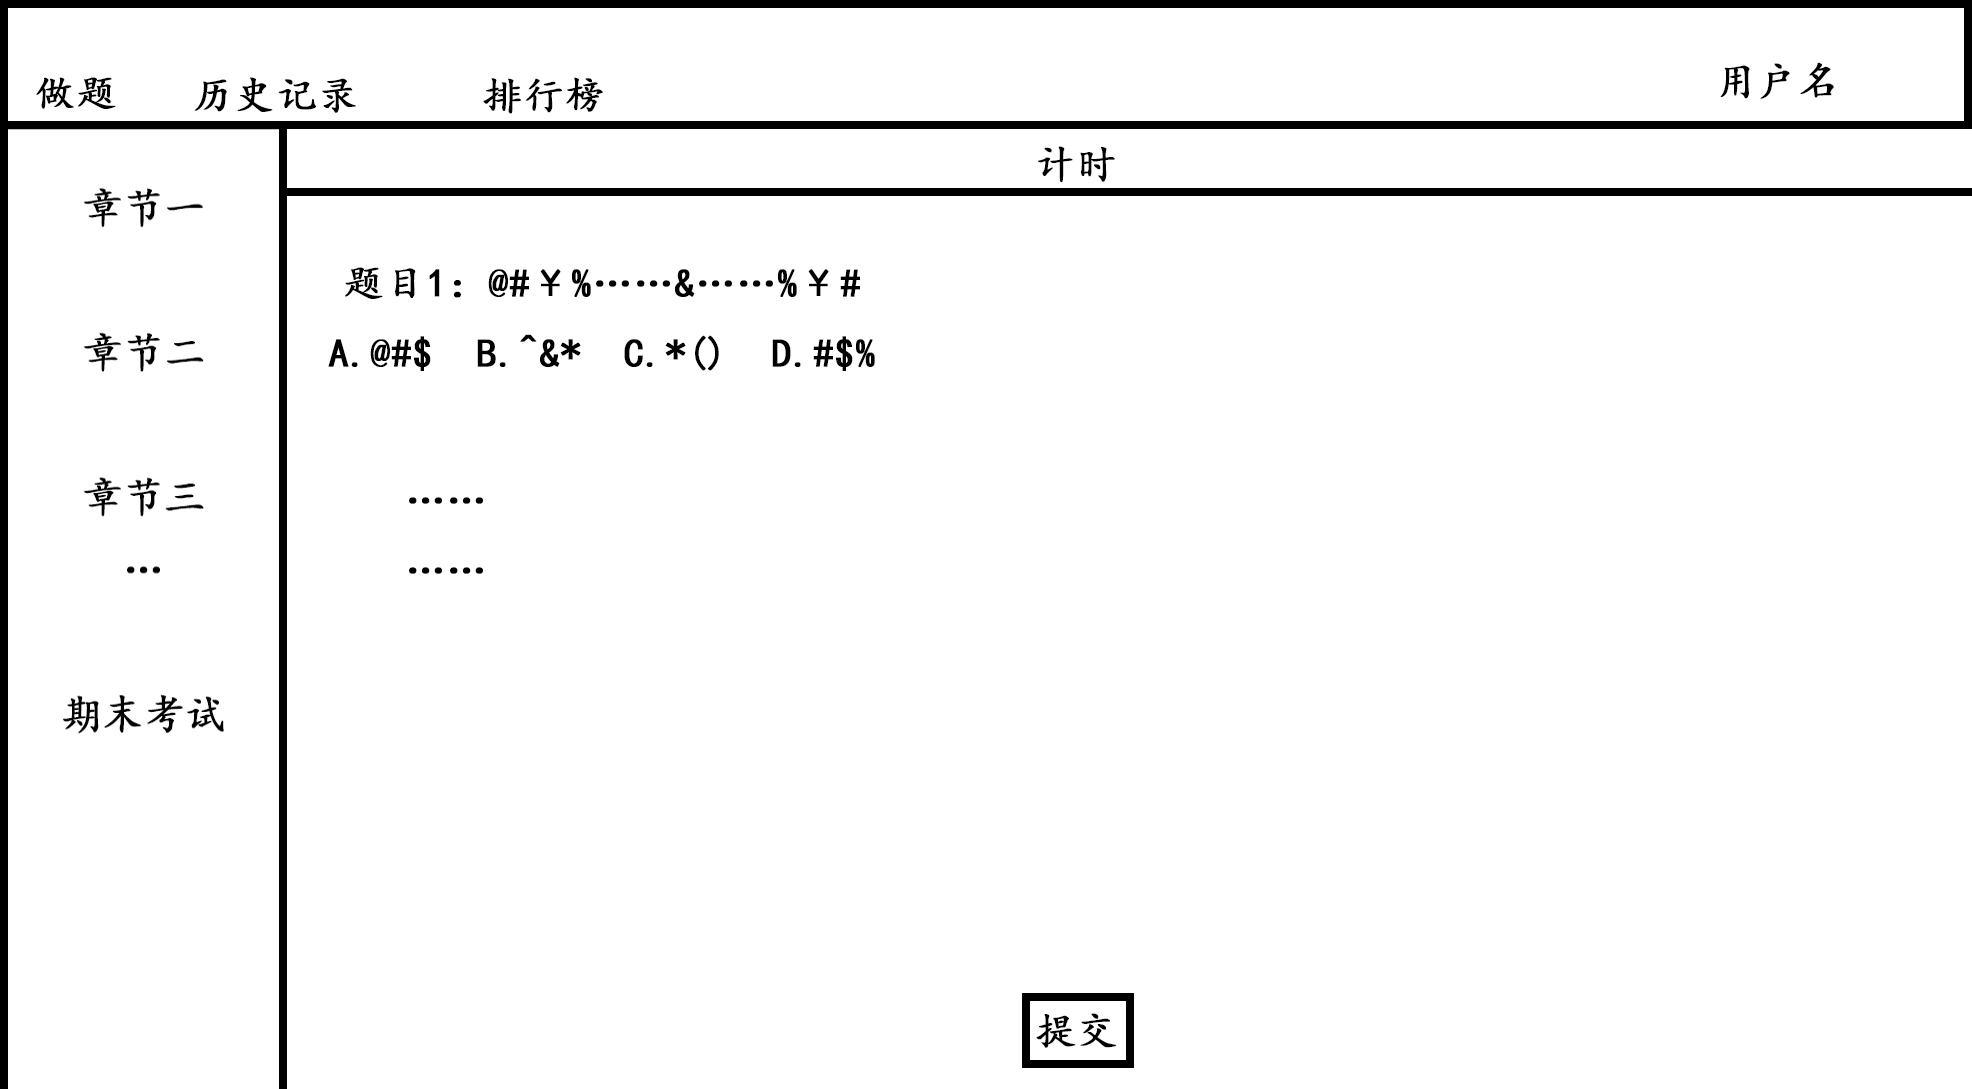 做题 历史记录 排行榜 用户名
计时
章节一
章节二
章节三
…
期末考试
题目1：@#￥%……&……%￥#
A.@#$ B.^&* C.*() D.#$%
……
……
提交